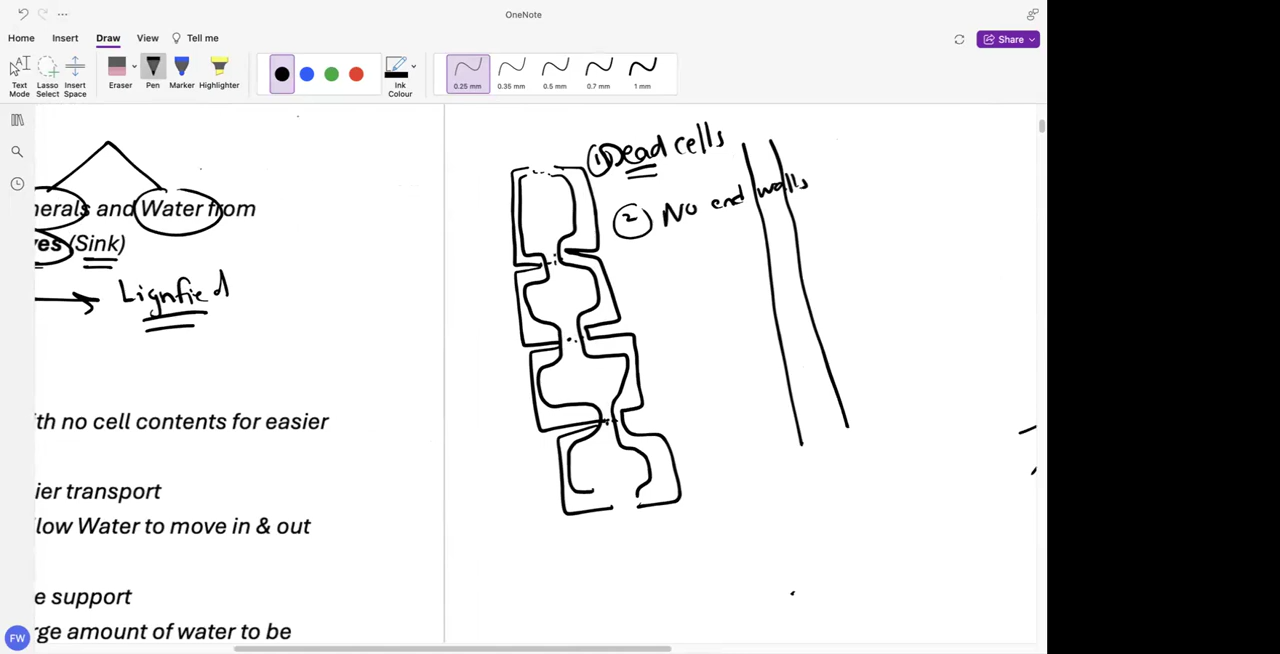 OneNote
Home Insert Draw View Tell me
Share
Text Mode
Lasso Select
Insert Space
Eraser
Pen
Marker
Highlighter
Ink Colour
0.25 mm
0.35 mm
0.5 mm
0.7 mm
1 mm
nerals and Water from
ves (Sink)
Lignfied
ith no cell contents for easier
ier transport
llow Water to move in & out
e support
rge amount of water to be
① Dead cells
② No end walls
FW